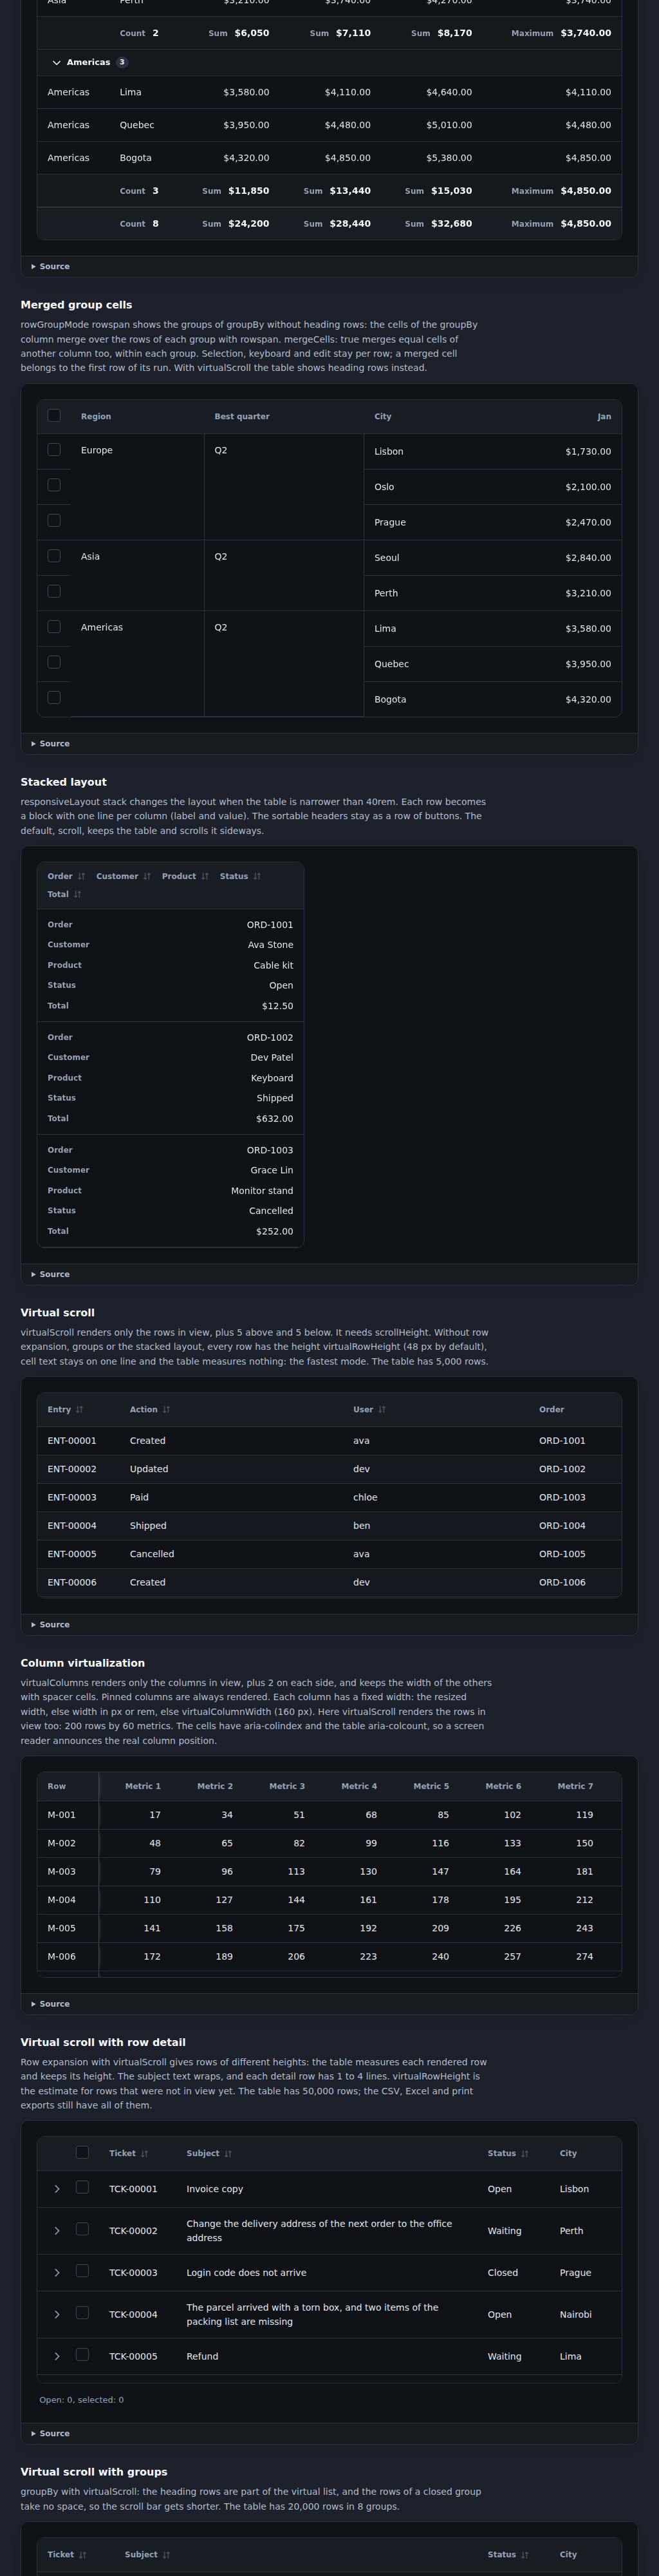 Asia Perth $3,210.00 $3,740.00 $4,270.00 $3,740.00
Count 2 Sum $6,050 Sum $7,110 Sum $8,170 Maximum $3,740.00
Americas 3
Americas Lima $3,580.00 $4,110.00 $4,640.00 $4,110.00
Americas Quebec $3,950.00 $4,480.00 $5,010.00 $4,480.00
Americas Bogota $4,320.00 $4,850.00 $5,380.00 $4,850.00
Count 3 Sum $11,850 Sum $13,440 Sum $15,030 Maximum $4,850.00
Count 8 Sum $24,200 Sum $28,440 Sum $32,680 Maximum $4,850.00
Source
Merged group cells
rowGroupMode rowspan shows the groups of groupBy without heading rows: the cells of the groupBy
column merge over the rows of each group with rowspan. mergeCells: true merges equal cells of
another column too, within each group. Selection, keyboard and edit stay per row; a merged cell
belongs to the first row of its run. With virtualScroll the table shows heading rows instead.
Region Best quarter City Jan
Europe Q2 Lisbon $1,730.00
Oslo $2,100.00
Prague $2,470.00
Asia Q2 Seoul $2,840.00
Perth $3,210.00
Americas Q2 Lima $3,580.00
Quebec $3,950.00
Bogota $4,320.00
Source
Stacked layout
responsiveLayout stack changes the layout when the table is narrower than 40rem. Each row becomes
a block with one line per column (label and value). The sortable headers stay as a row of buttons. The
default, scroll, keeps the table and scrolls it sideways.
Order Customer Product Status
Total
Order ORD-1001
Customer Ava Stone
Product Cable kit
Status Open
Total $12.50
Order ORD-1002
Customer Dev Patel
Product Keyboard
Status Shipped
Total $632.00
Order ORD-1003
Customer Grace Lin
Product Monitor stand
Status Cancelled
Total $252.00
Source
Virtual scroll
virtualScroll renders only the rows in view, plus 5 above and 5 below. It needs scrollHeight. Without row
expansion, groups or the stacked layout, every row has the height virtualRowHeight (48 px by default),
cell text stays on one line and the table measures nothing: the fastest mode. The table has 5,000 rows.
Entry Action User Order
ENT-00001 Created ava ORD-1001
ENT-00002 Updated dev ORD-1002
ENT-00003 Paid chloe ORD-1003
ENT-00004 Shipped ben ORD-1004
ENT-00005 Cancelled ava ORD-1005
ENT-00006 Created dev ORD-1006
Source
Column virtualization
virtualColumns renders only the columns in view, plus 2 on each side, and keeps the width of the others
with spacer cells. Pinned columns are always rendered. Each column has a fixed width: the resized
width, else width in px or rem, else virtualColumnWidth (160 px). Here virtualScroll renders the rows in
view too: 200 rows by 60 metrics. The cells have aria-colindex and the table aria-colcount, so a screen
reader announces the real column position.
Row Metric 1 Metric 2 Metric 3 Metric 4 Metric 5 Metric 6 Metric 7
M-001 17 34 51 68 85 102 119
M-002 48 65 82 99 116 133 150
M-003 79 96 113 130 147 164 181
M-004 110 127 144 161 178 195 212
M-005 141 158 175 192 209 226 243
M-006 172 189 206 223 240 257 274
Source
Virtual scroll with row detail
Row expansion with virtualScroll gives rows of different heights: the table measures each rendered row
and keeps its height. The subject text wraps, and each detail row has 1 to 4 lines. virtualRowHeight is
the estimate for rows that were not in view yet. The table has 50,000 rows; the CSV, Excel and print
exports still have all of them.
Ticket Subject Status City
TCK-00001 Invoice copy Open Lisbon
TCK-00002 Change the delivery address of the next order to the office address Waiting Perth
TCK-00003 Login code does not arrive Closed Prague
TCK-00004 The parcel arrived with a torn box, and two items of the packing list are missing Open Nairobi
TCK-00005 Refund Waiting Lima
Open: 0, selected: 0
Source
Virtual scroll with groups
groupBy with virtualScroll: the heading rows are part of the virtual list, and the rows of a closed group
take no space, so the scroll bar gets shorter. The table has 20,000 rows in 8 groups.
Ticket Subject Status City